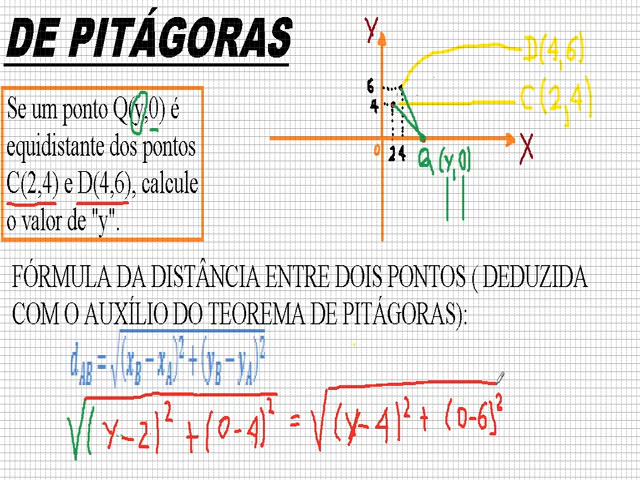 DE PITÁGORAS
Se um ponto Q(y,0) é
equidistante dos pontos
C(2,4) e D(4,6), calcule
o valor de "y".
Y
D(4,6)
6
C(2,4)
4
0 2 4 X
Q(y,0)
FÓRMULA DA DISTÂNCIA ENTRE DOIS PONTOS ( DEDUZIDA
COM O AUXÍLIO DO TEOREMA DE PITÁGORAS):
d_AB = √(x_B − x_A)² + (y_B − y_A)²
√(y−2)² + (0−4)² = √(y−4)² + (0−6)²